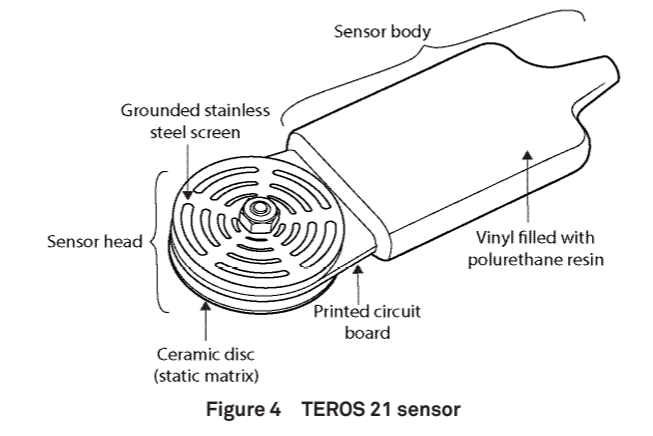 Sensor body
Grounded stainless
steel screen
Sensor head
Vinyl filled with
polurethane resin
Printed circuit
board
Ceramic disc
(static matrix)
Figure 4 TEROS 21 sensor